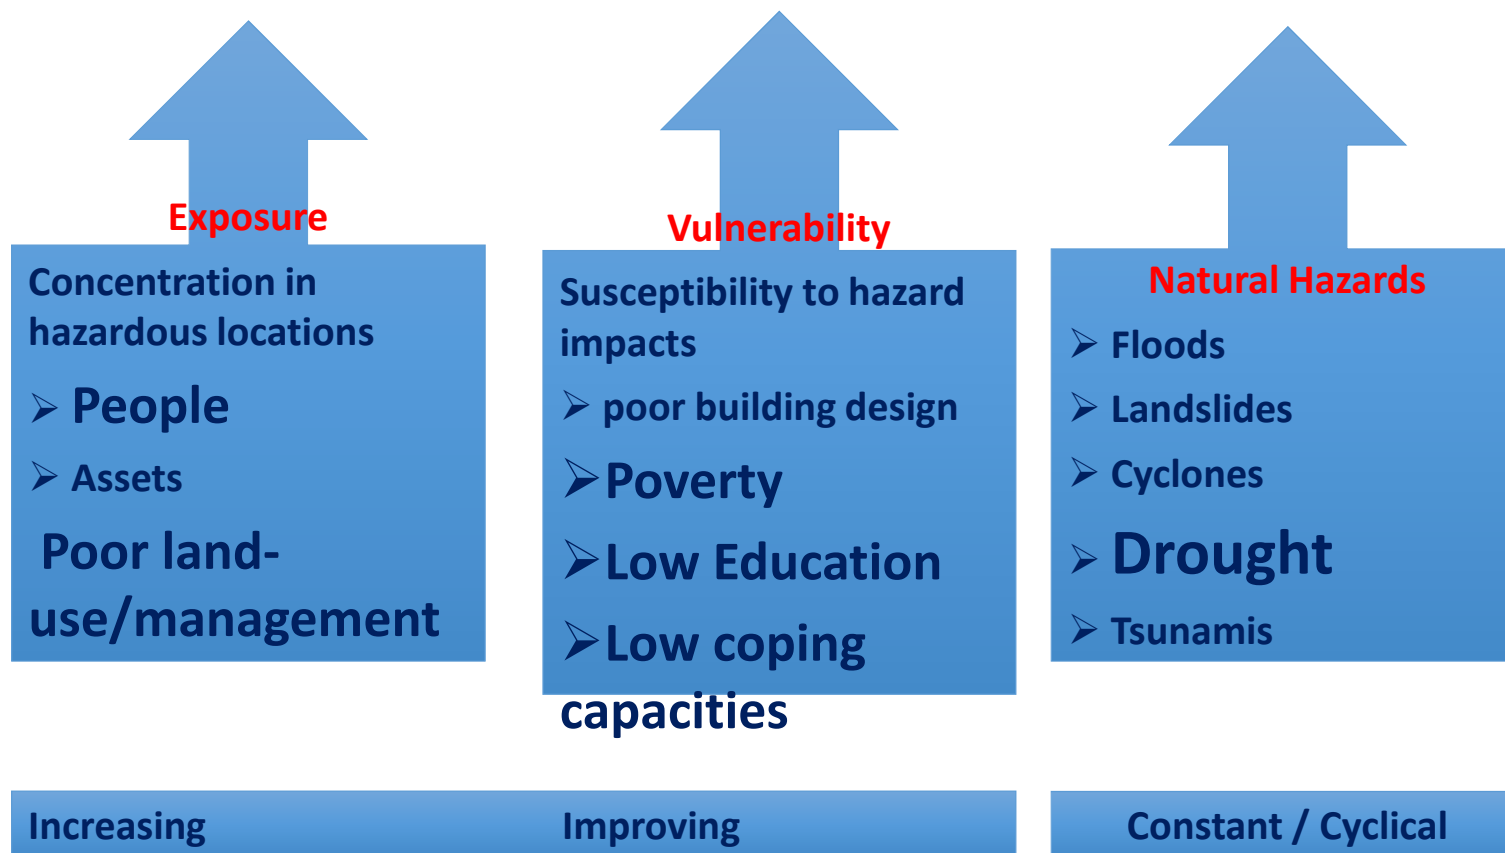 Exposure
Concentration in
hazardous locations
➢ People
➢ Assets
Poor land-
use/management
Vulnerability
Susceptibility to hazard
impacts
➢ poor building design
➢Poverty
➢Low Education
➢Low coping
capacities
Natural Hazards
➢ Floods
➢ Landslides
➢ Cyclones
➢ Drought
➢ Tsunamis
Increasing
Improving
Constant / Cyclical